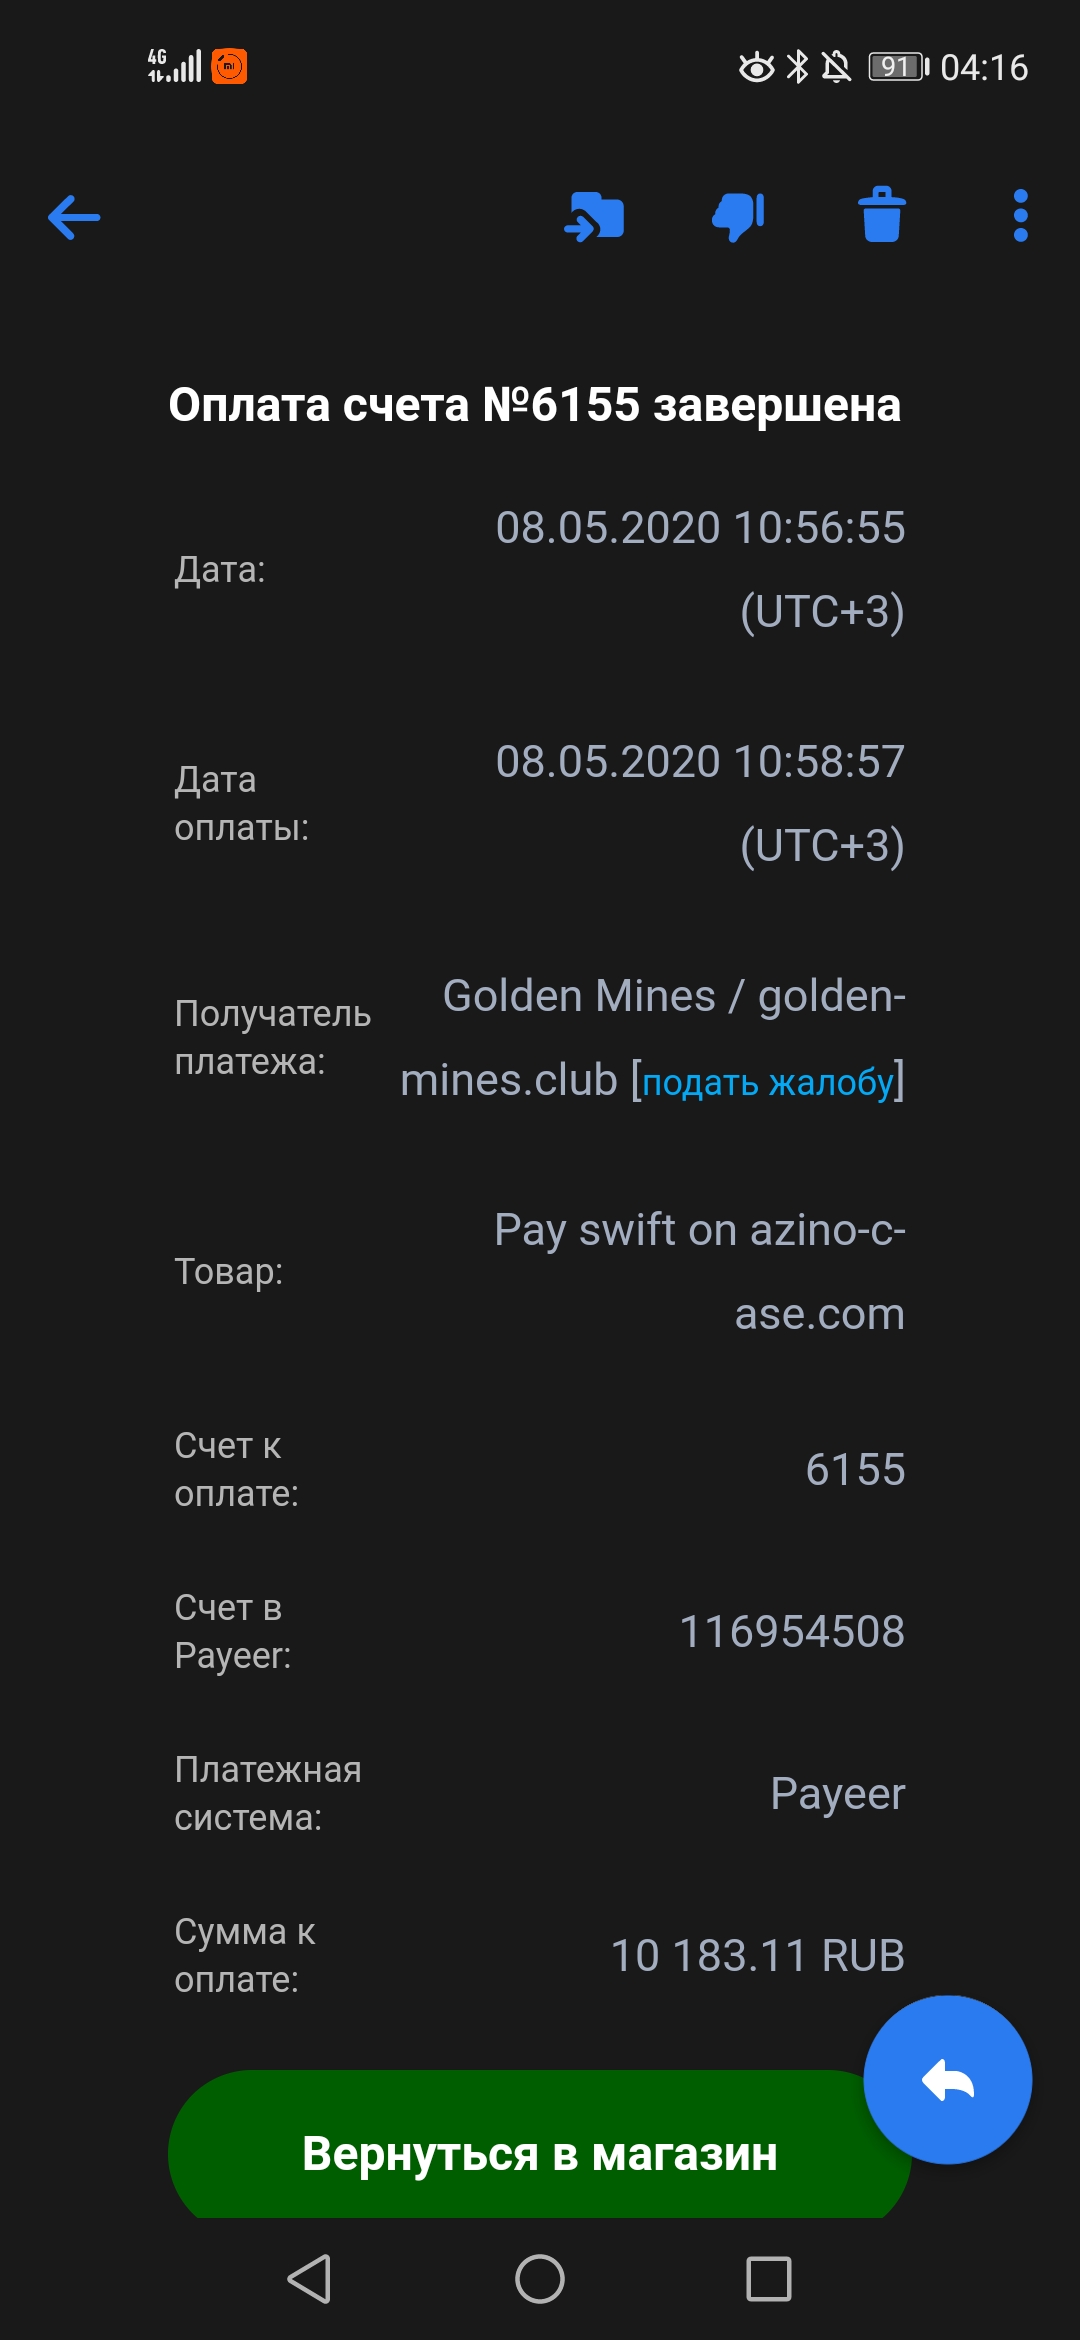 4G
91
04:16
Оплата счета №6155 завершена
Дата:
08.05.2020 10:56:55
(UTC+3)
Дата
оплаты:
08.05.2020 10:58:57
(UTC+3)
Получатель
платежа:
Golden Mines / golden-
mines.club [подать жалобу]
Товар:
Pay swift on azino-c-
ase.com
Счет к
оплате:
6155
Счет в
Payeer:
116954508
Платежная
система:
Payeer
Сумма к
оплате:
10 183.11 RUB
Вернуться в магазин